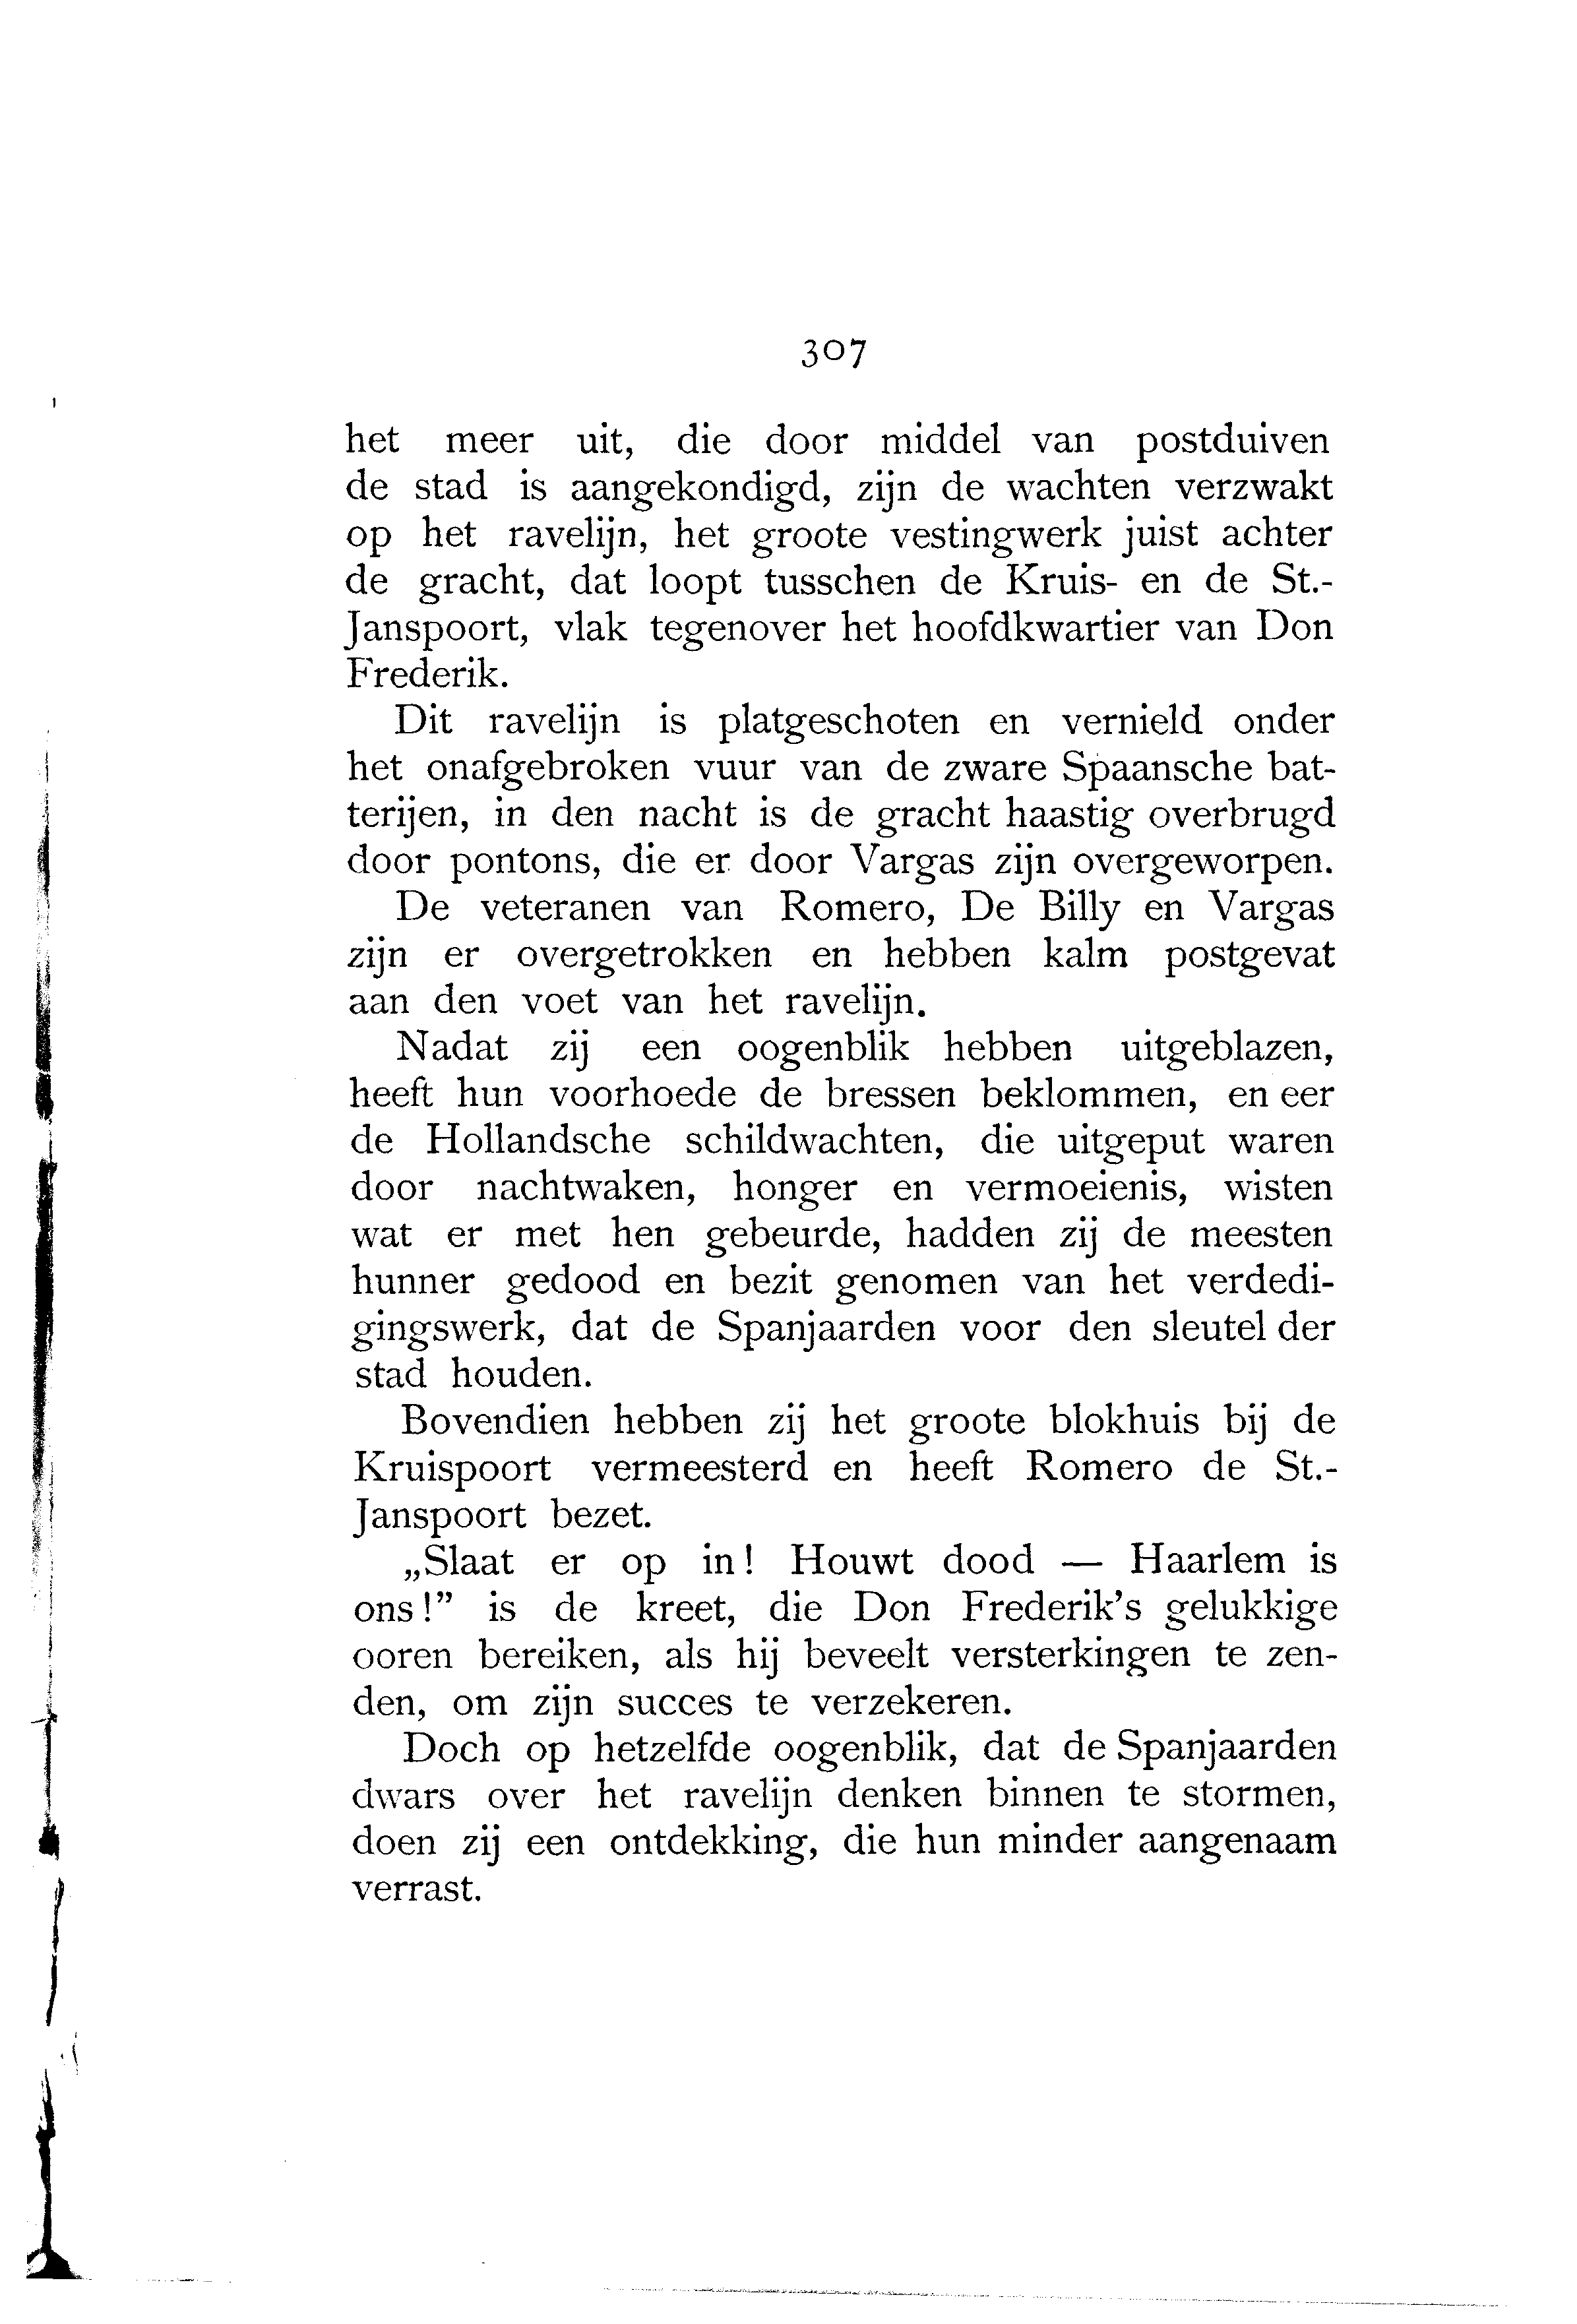 307
het meer uit, die door middel van postduiven
de stad is aangekondigd, zijn de wachten verzwakt
op het ravelijn, het groote vestingwerk juist achter
de gracht, dat loopt tusschen de Kruis- en de St.-
Janspoort, vlak tegenover het hoofdkwartier van Don
Frederik.
Dit ravelijn is platgeschoten en vernield onder
het onafgebroken vuur van de zware Spaansche bat-
terijen, in den nacht is de gracht haastig overbrugd
door pontons, die er door Vargas zijn overgeworpen.
De veteranen van Romero, De Billy en Vargas
zijn er overgetrokken en hebben kalm postgevat
aan den voet van het ravelijn.
Nadat zij een oogenblik hebben uitgeblazen,
heeft hun voorhoede de bressen beklommen, en eer
de Hollandsche schildwachten, die uitgeput waren
door nachtwaken, honger en vermoeienis, wisten
wat er met hen gebeurde, hadden zij de meesten
hunner gedood en bezit genomen van het verdedi-
gingswerk, dat de Spanjaarden voor den sleutel der
stad houden.
Bovendien hebben zij het groote blokhuis bij de
Kruispoort vermeesterd en heeft Romero de St.-
Janspoort bezet.
„Slaat er op in! Houwt dood — Haarlem is
ons!” is de kreet, die Don Frederik’s gelukkige
ooren bereiken, als hij beveelt versterkingen te zen-
den, om zijn succes te verzekeren.
Doch op hetzelfde oogenblik, dat de Spanjaarden
dwars over het ravelijn denken binnen te stormen,
doen zij een ontdekking, die hun minder aangenaam
verrast.